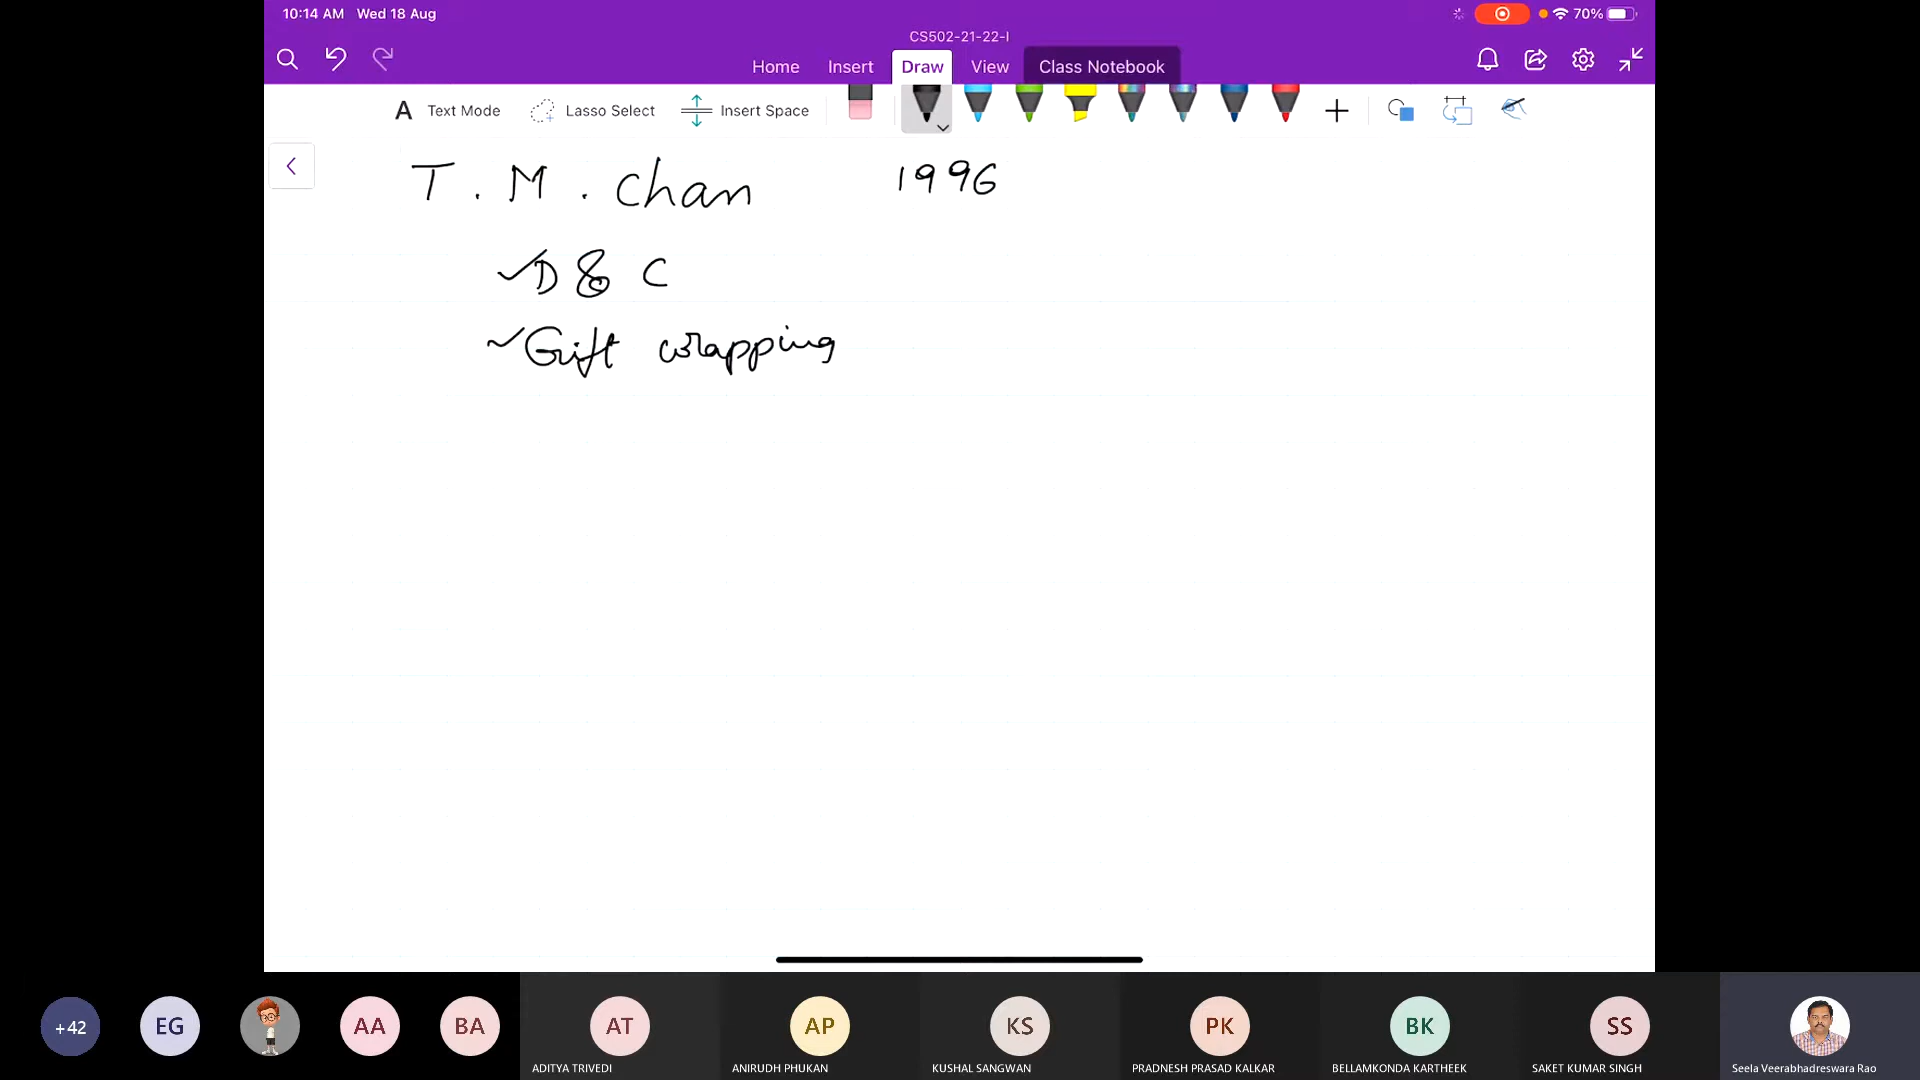 10:14 AM Wed 18 Aug
70%
CS502-21-22-I
Home Insert Draw View Class Notebook
A Text Mode Lasso Select Insert Space
T. M. Chan 1996
D & C
Gift wrapping
+42 EG AA BA AT AP KS PK BK SS
ADITYA TRIVEDI ANIRUDH PHUKAN KUSHAL SANGWAN PRADNESH PRASAD KALKAR BELLAMKONDA KARTHEEK SAKET KUMAR SINGH Seela Veerabhadreswara Rao